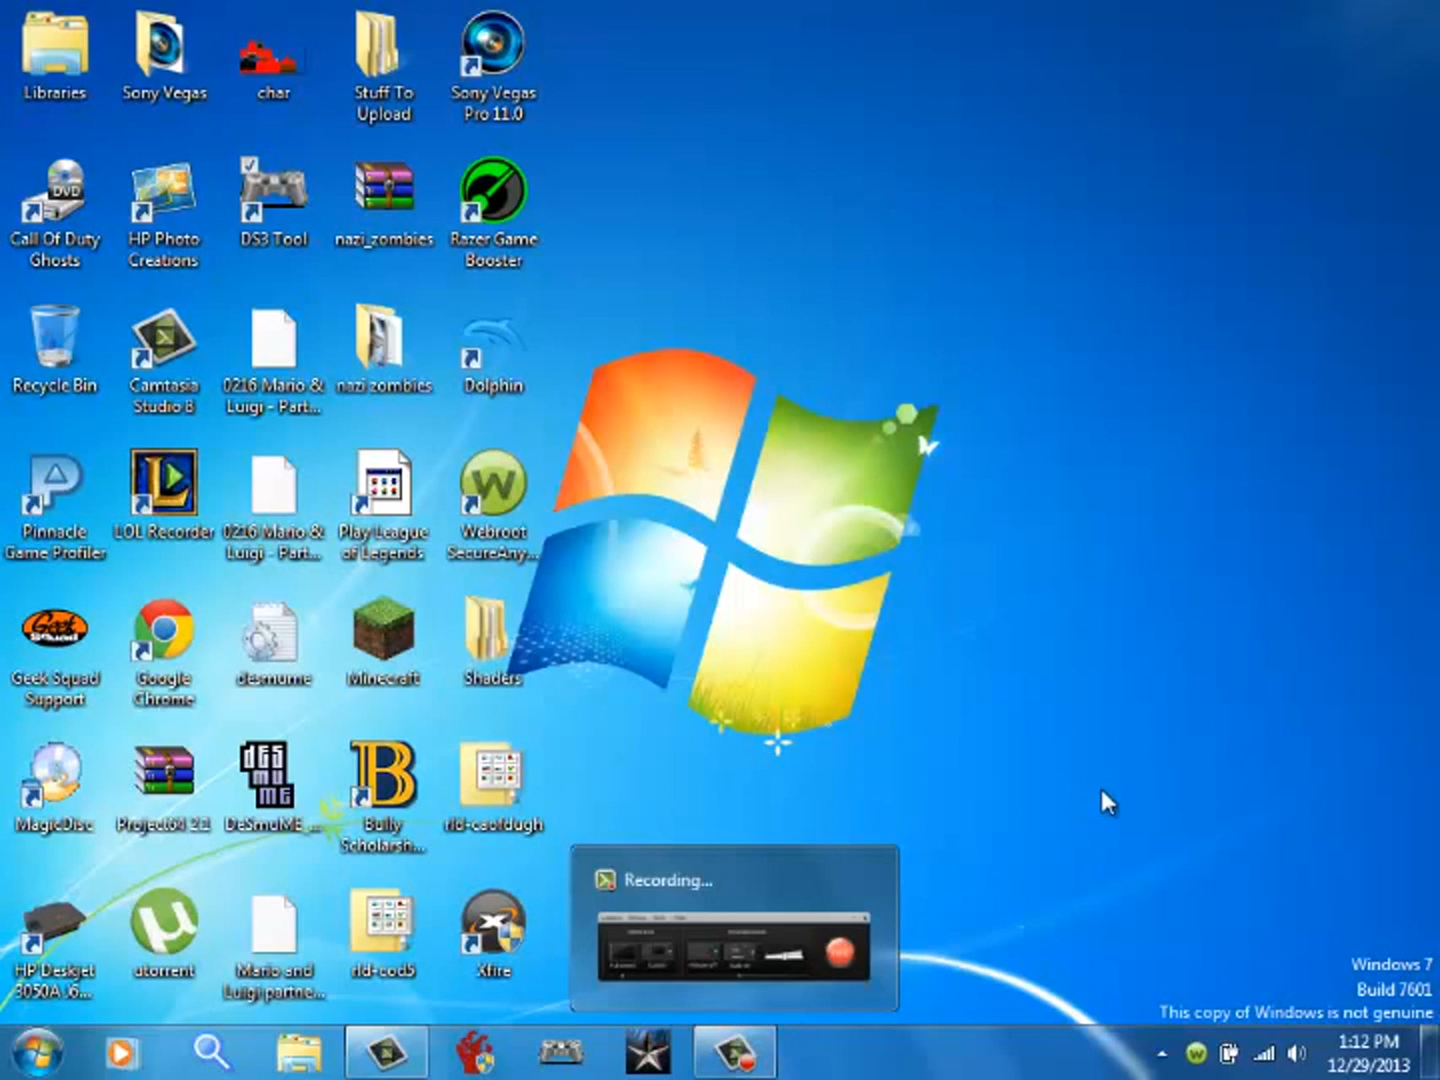 Libraries
Sony Vegas
char
Stuff To
Upload
Sony Vegas
Pro 11.0
DVD
Call Of Duty
Ghosts
HP Photo
Creations
DS3 Tool
nazi_zombies
Razer Game
Booster
Recycle Bin
Camtasia
Studio 8
0216 Mario &
Luigi - Part...
nazi zombies
Dolphin
Pinnacle
Game Profiler
LOL Recorder
0216 Mario &
Luigi - Part...
Play League
of Legends
W
Webroot
SecureAny...
Geek Squad
Support
Google
Chrome
desmume
Minecraft
Shaders
MagicDisc
Project64 2.1
DES
MU
ME
DeSmuME_...
B
Bully
Scholarsh...
rld-caofdugh
HP Deskjet
3050A J6...
utorrent
Mario and
Luigi partne...
rld-cod5
Xfire
Recording...
Windows 7
Build 7601
This copy of Windows is not genuine
1:12 PM
12/29/2013